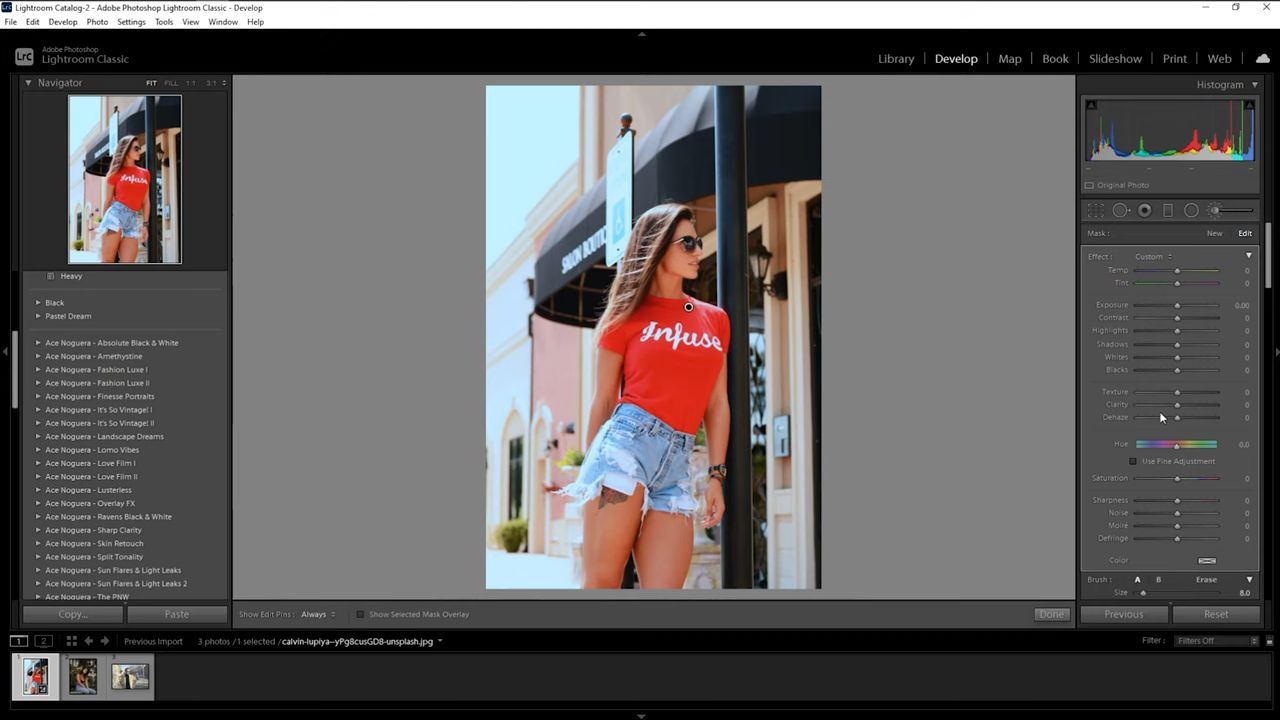 Lightroom Catalog-2 - Adobe Photoshop Lightroom Classic - Develop
File Edit Develop Photo Settings Tools View Window Help
Lrc Adobe Photoshop
Lightroom Classic
Library Develop Map Book Slideshow Print Web
Navigator FIT FILL 1:1 3:1
Heavy
Black
Pastel Dream
Ace Noguera - Absolute Black & White
Ace Noguera - Amethystine
Ace Noguera - Fashion Luxe I
Ace Noguera - Fashion Luxe II
Ace Noguera - Finesse Portraits
Ace Noguera - It's So Vintage! I
Ace Noguera - It's So Vintage! II
Ace Noguera - Landscape Dreams
Ace Noguera - Lomo Vibes
Ace Noguera - Love Film I
Ace Noguera - Love Film II
Ace Noguera - Lusterless
Ace Noguera - Overlay FX
Ace Noguera - Ravens Black & White
Ace Noguera - Sharp Clarity
Ace Noguera - Skin Retouch
Ace Noguera - Split Tonality
Ace Noguera - Sun Flares & Light Leaks
Ace Noguera - Sun Flares & Light Leaks 2
Ace Noguera - The PNW
Copy... Paste
SALON BOUTI
Infuse
Histogram
Original Photo
Mask : New Edit
Effect : Custom
Temp 0
Tint 0
Exposure 0.00
Contrast 0
Highlights 0
Shadows 0
Whites 0
Blacks 0
Texture 0
Clarity 0
Dehaze 0
Hue 0.0
Use Fine Adjustment
Saturation 0
Sharpness 0
Noise 0
Moiré 0
Defringe 0
Color
Brush : A B Erase
Size 8.0
Previous Reset
Show Edit Pins : Always Show Selected Mask Overlay Done
1 2 Previous Import 3 photos / 1 selected / calvin-lupiya--yPg8cusGD8-unsplash.jpg Filter : Filters Off
1 2 3